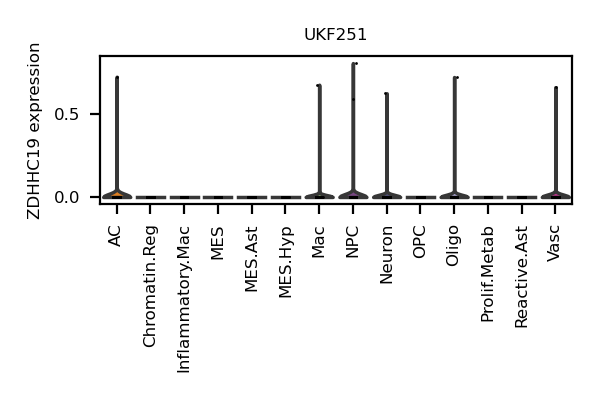 UKF251
ZDHHC19 expression
0.5
0.0
AC
Chromatin.Reg
Inflammatory.Mac
MES
MES.Ast
MES.Hyp
Mac
NPC
Neuron
OPC
Oligo
Prolif.Metab
Reactive.Ast
Vasc